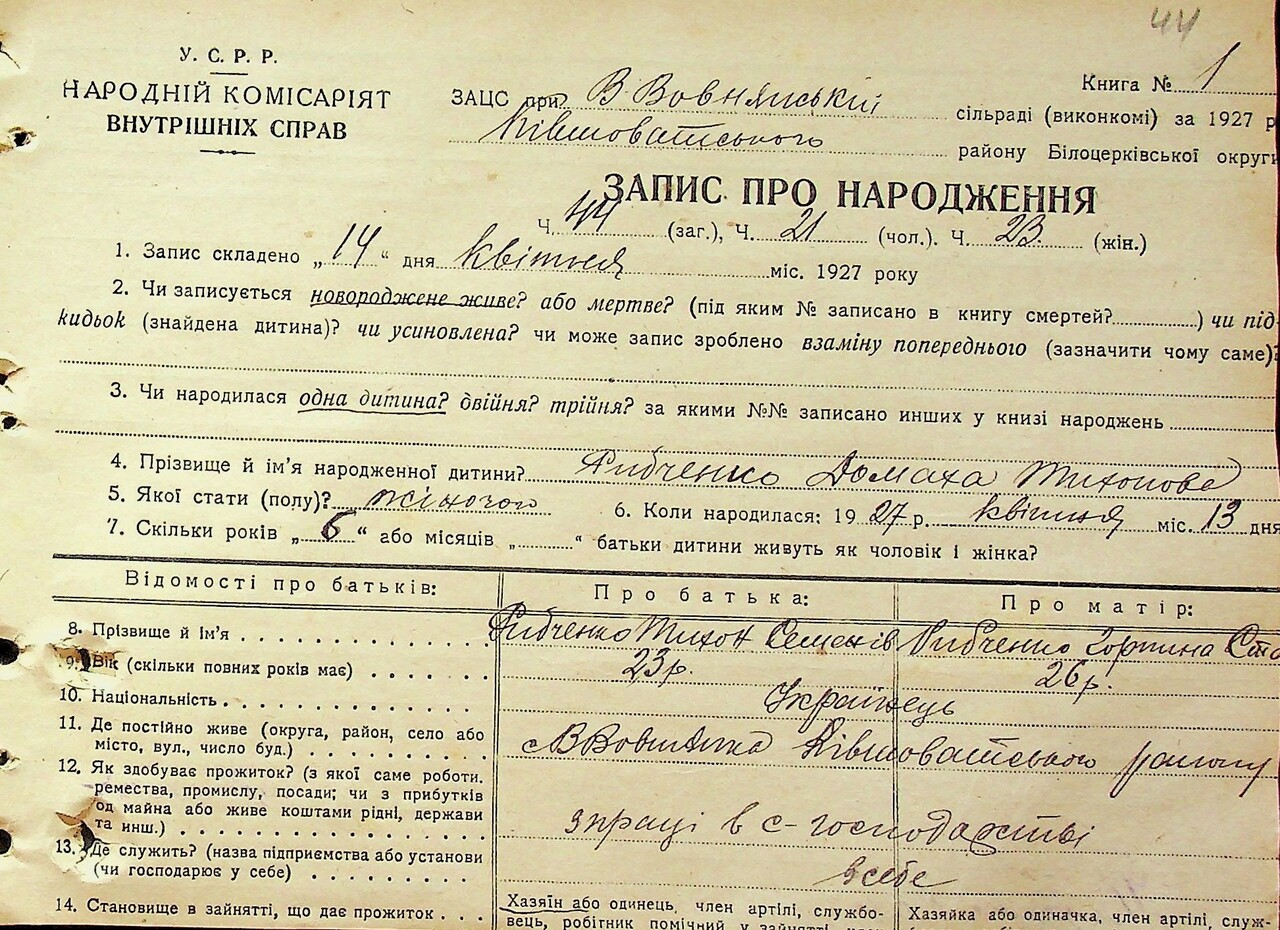 44
У. С. Р. Р.
НАРОДНІЙ КОМІСАРІЯТ
ВНУТРІШНІХ СПРАВ
Книга № 1
ЗАЦС при В Вовнянській сільраді (виконкомі) за 1927 р
Ківшоватського району Білоцерківської округи
ЗАПИС ПРО НАРОДЖЕННЯ
Ч. 44 (заг.), Ч. 21 (чол.). Ч. 23. (жін.)
1. Запис складено „14“ дня квітня міс. 1927 року
2. Чи записується новороджене живе? або мертве? (під яким № записано в книгу смертей?) чи під-
кидьок (знайдена дитина)? чи усиновлена? чи може запис зроблено взаміну попереднього (зазначити чому саме)?
3. Чи народилася одна дитина? двійня? трійня? за якими №№ записано инших у книзі народжень
4. Прізвище й ім'я народженної дитини? Рибченко Домаха Тихонова
5. Якої стати (полу)? жіночої 6. Коли народилася: 1927 р. квітня міс. 13 дня
7. Скільки років „6“ або місяців „ “ батьки дитини живуть як чоловік і жінка?
Відомості про батьків: Про батька: Про матір:
8. Прізвище й ім'я Рибченко Тихон Семенів Рибченко Горпина Ста
9. Вік (скільки повних років має) 23 р. 26 р.
10. Національність Українець
11. Де постійно живе (округа, район, село або
місто, вул., число буд.) с В Вовнянка Ківшоватського району
12. Як здобуває прожиток? (з якої саме роботи.
ремества, промислу, посади; чи з прибутків
од майна або живе коштами рідні, держави
та инш.) з праці в с-господарстві
13. Де служить? (назва підприємства або установи
(чи господарює у себе) в себе
14. Становище в зайнятті, що дає прожиток
Хазяїн або одинець, член артілі, службо-
вець, робітник помічний у зайнятті
Хазяйка або одиначка, член артілі, служ-